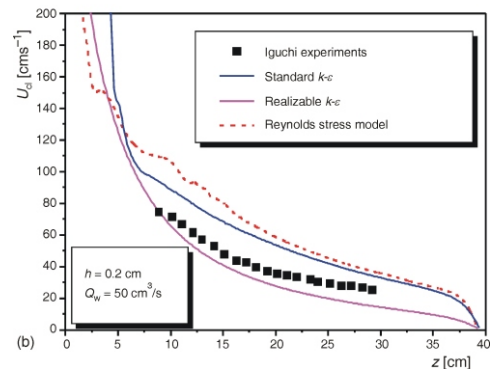 200
180
160
140
120
100
80
60
40
20
0
U_cl [cms⁻¹]
Iguchi experiments
Standard k-ε
Realizable k-ε
Reynolds stress model
h = 0.2 cm
Q_w = 50 cm³/s
0 5 10 15 20 25 30 35 40
(b)
z [cm]